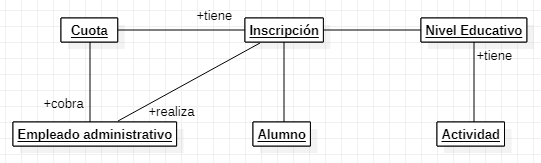 +tiene
Cuota
Inscripción
Nivel Educativo
+tiene
+cobra
+realiza
Empleado administrativo
Alumno
Actividad